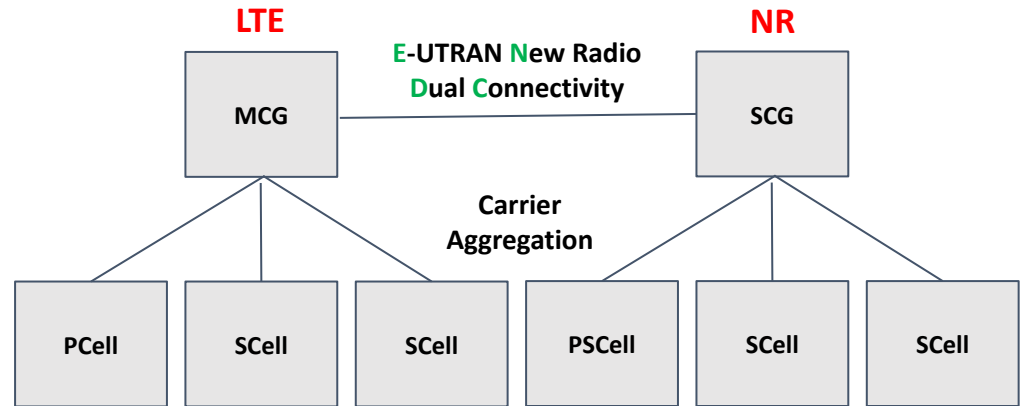 LTE
NR
E-UTRAN New Radio
Dual Connectivity
MCG
SCG
Carrier
Aggregation
PCell
SCell
SCell
PSCell
SCell
SCell